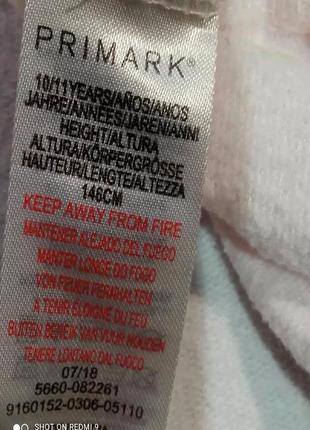 PRIMARK®
10/11YEARS/AÑOS/ANOS
JAHRE/ANNEES/JAREN/ANNI
HEIGHT/ALTURA
ALTURA/KÖRPERGRÖSSE
HAUTEUR/LENGTE/ALTEZZA
146CM
KEEP AWAY FROM FIRE
MANTENER ALEJADO DEL FUEGO
MANTER LONGE DO FOGO
VON FEUER FERNHALTEN
A TENIR ÉLOIGNÉ DU FEU
BUITEN BEREIK VAN VUUR HOUDEN
TENERE LONTANO DAL FUOCO
07/18
5660-082261
9160152-0306-05110
SHOT ON REDMI 9